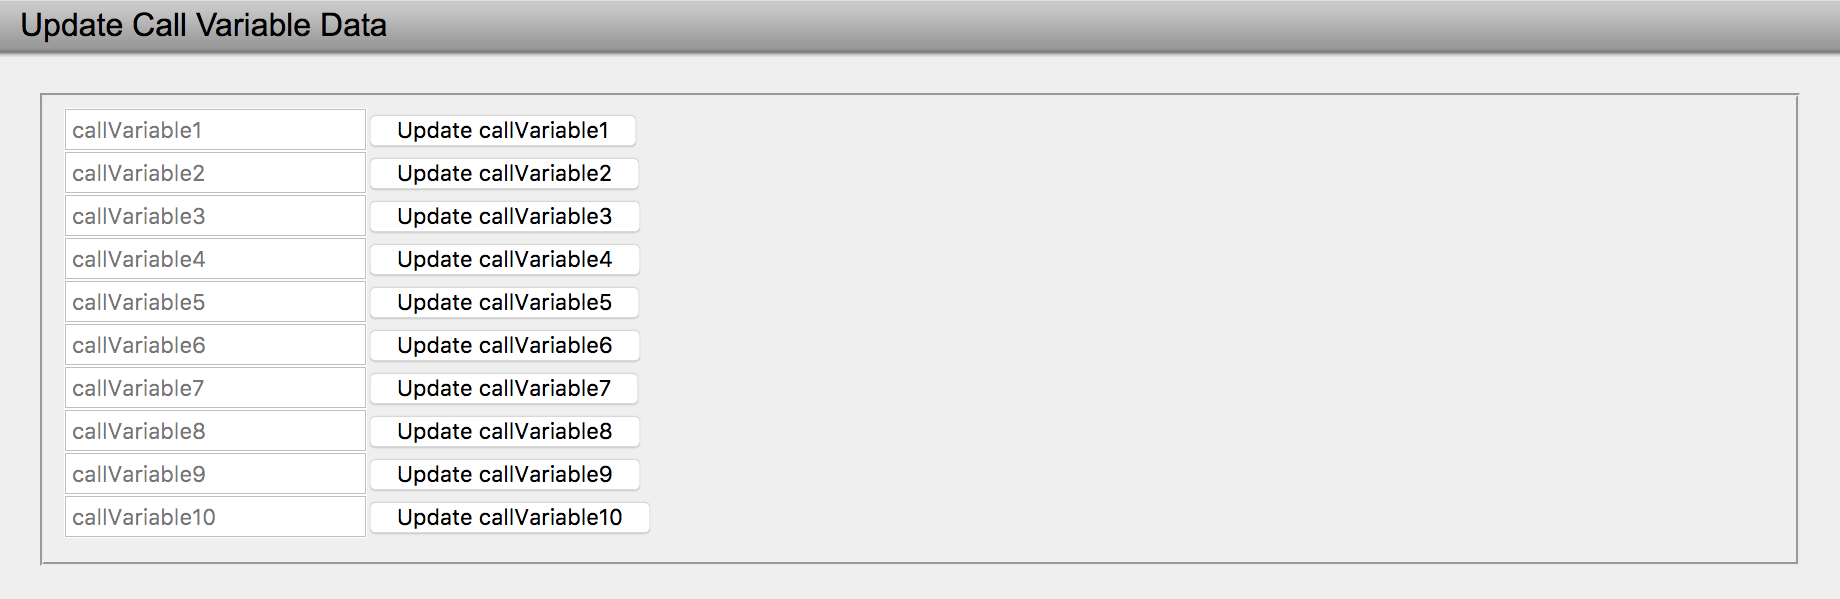 Update Call Variable Data
callVariable1 Update callVariable1
callVariable2 Update callVariable2
callVariable3 Update callVariable3
callVariable4 Update callVariable4
callVariable5 Update callVariable5
callVariable6 Update callVariable6
callVariable7 Update callVariable7
callVariable8 Update callVariable8
callVariable9 Update callVariable9
callVariable10 Update callVariable10